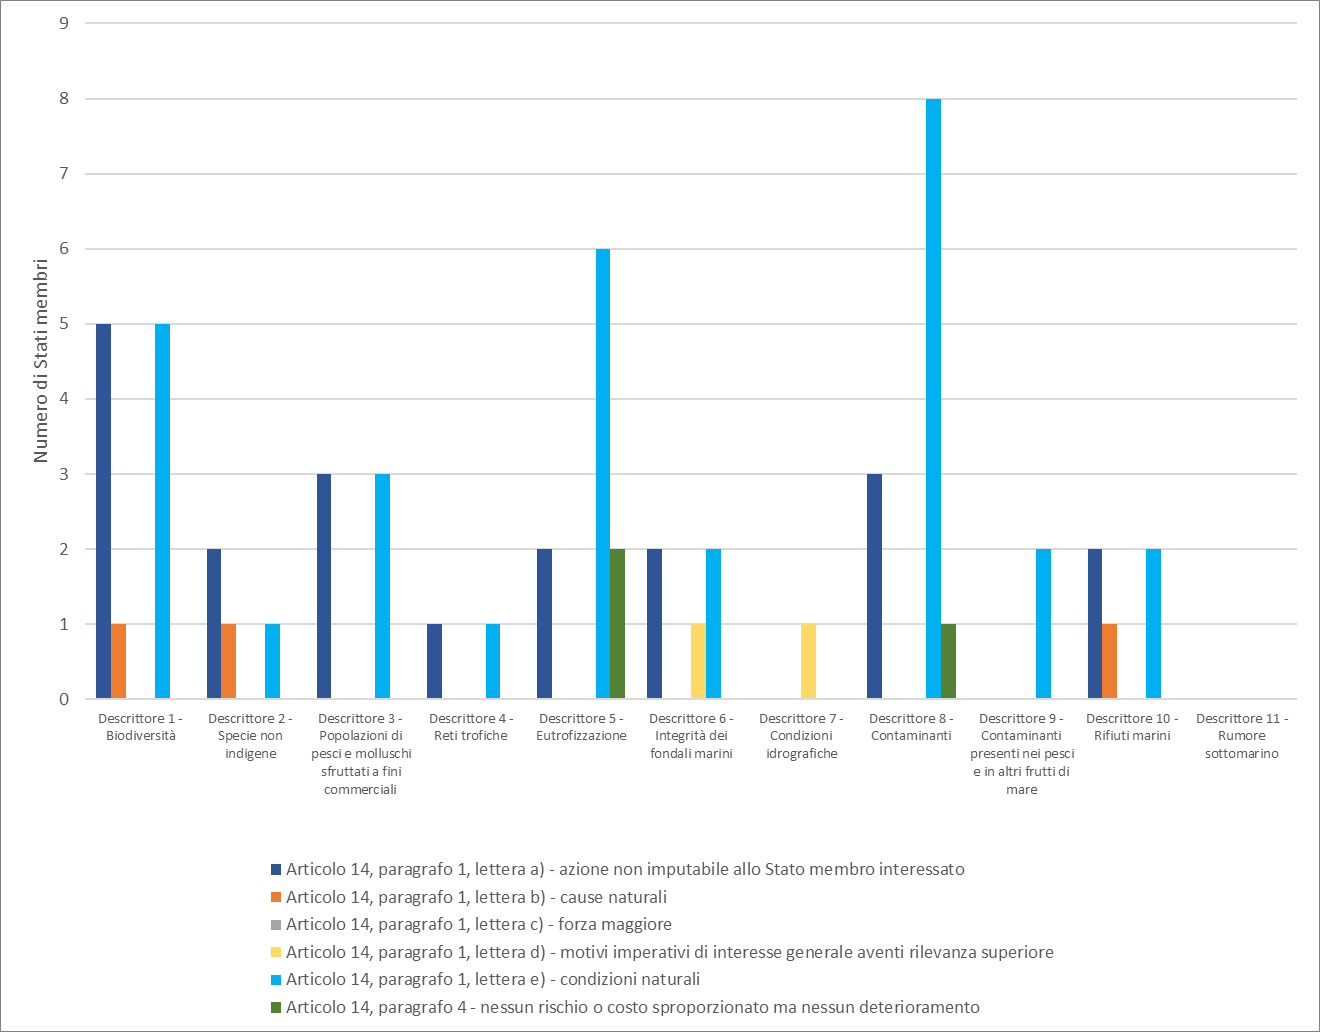 9
8
7
6
5
4
3
2
1
0
Numero di Stati membri
Descrittore 1 -
Biodiversità
Descrittore 2 -
Specie non
indigene
Descrittore 3 -
Popolazioni di
pesci e molluschi
sfruttati a fini
commerciali
Descrittore 4 -
Reti trofiche
Descrittore 5 -
Eutrofizzazione
Descrittore 6 -
Integrità dei
fondali marini
Descrittore 7 -
Condizioni
idrografiche
Descrittore 8 -
Contaminanti
Descrittore 9 -
Contaminanti
presenti nei pesci
e in altri frutti di
mare
Descrittore 10 -
Rifiuti marini
Descrittore 11 -
Rumore
sottomarino
Articolo 14, paragrafo 1, lettera a) - azione non imputabile allo Stato membro interessato
Articolo 14, paragrafo 1, lettera b) - cause naturali
Articolo 14, paragrafo 1, lettera c) - forza maggiore
Articolo 14, paragrafo 1, lettera d) - motivi imperativi di interesse generale aventi rilevanza superiore
Articolo 14, paragrafo 1, lettera e) - condizioni naturali
Articolo 14, paragrafo 4 - nessun rischio o costo sproporzionato ma nessun deterioramento